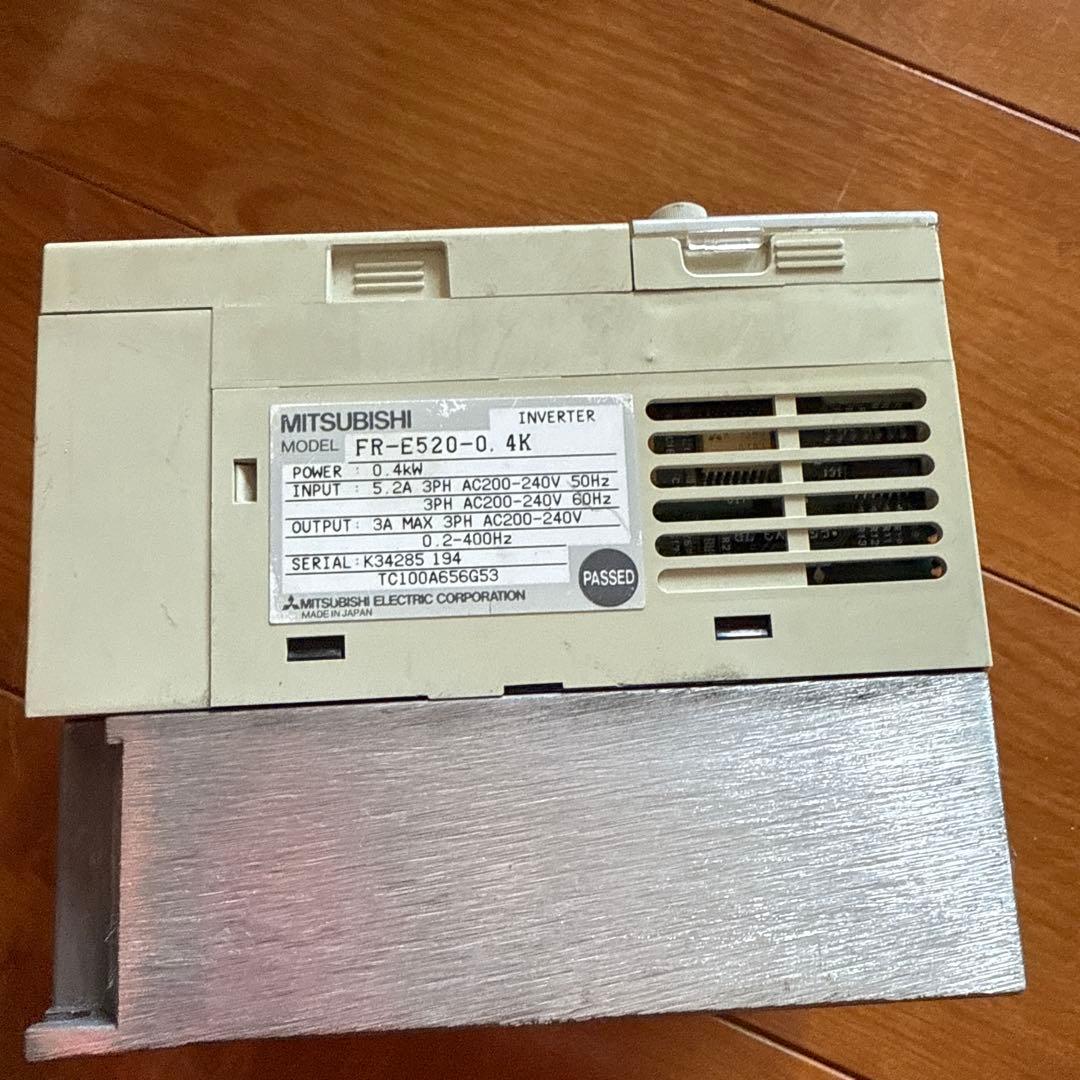 MITSUBISHI INVERTER
MODEL FR-E520-0.4K
POWER : 0.4kW
INPUT : 5.2A 3PH AC200-240V 50Hz
3PH AC200-240V 60Hz
OUTPUT: 3A MAX 3PH AC200-240V
0.2-400Hz
SERIAL:K34285 194
TC100A656G53
PASSED
MITSUBISHI ELECTRIC CORPORATION
MADE IN JAPAN